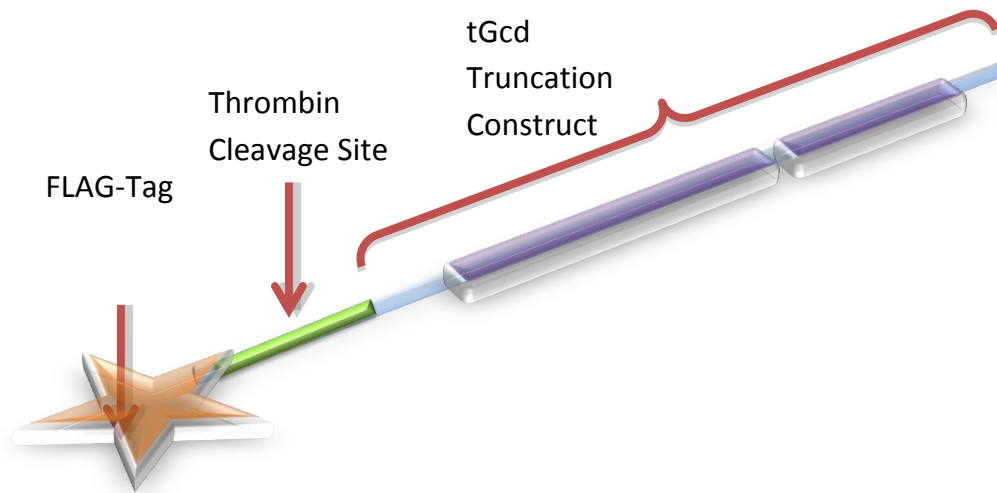 tGcd
Truncation
Construct
Thrombin
Cleavage Site
FLAG-Tag